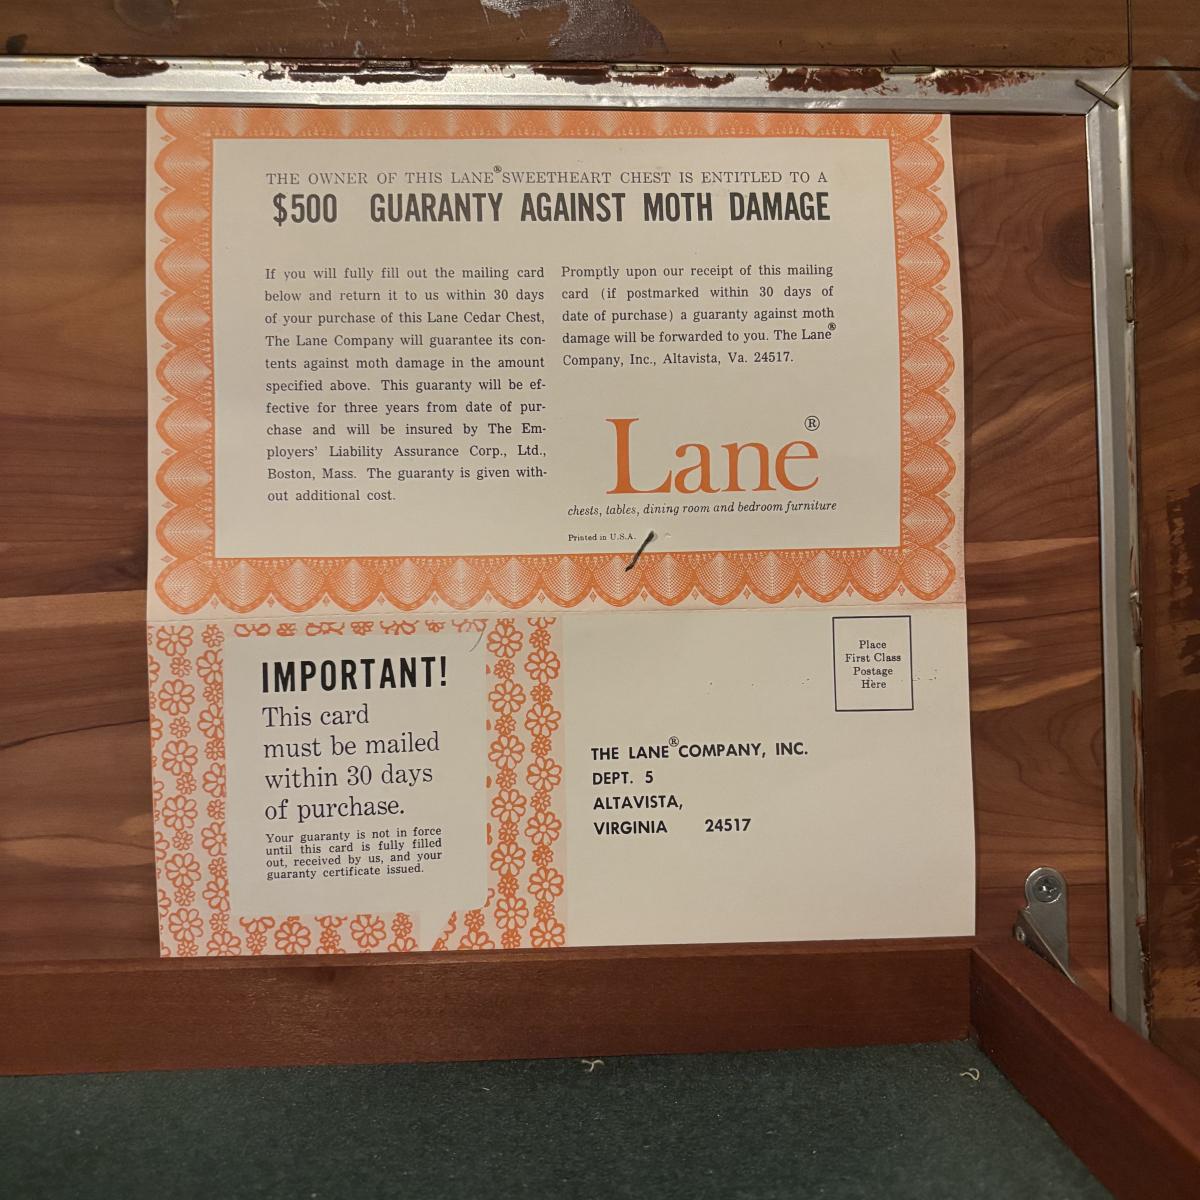 THE OWNER OF THIS LANE® SWEETHEART CHEST IS ENTITLED TO A
$500 GUARANTY AGAINST MOTH DAMAGE
If you will fully fill out the mailing card
below and return it to us within 30 days
of your purchase of this Lane Cedar Chest,
The Lane Company will guarantee its con-
tents against moth damage in the amount
specified above. This guaranty will be ef-
fective for three years from date of pur-
chase and will be insured by The Em-
ployers' Liability Assurance Corp., Ltd.,
Boston, Mass. The guaranty is given with-
out additional cost.
Promptly upon our receipt of this mailing
card (if postmarked within 30 days of
date of purchase) a guaranty against moth
damage will be forwarded to you. The Lane®
Company, Inc., Altavista, Va. 24517.
Lane®
chests, tables, dining room and bedroom furniture
Printed in U.S.A.
IMPORTANT!
This card
must be mailed
within 30 days
of purchase.
Your guaranty is not in force
until this card is fully filled
out, received by us, and your
guaranty certificate issued.
Place
First Class
Postage
Here
THE LANE® COMPANY, INC.
DEPT. 5
ALTAVISTA,
VIRGINIA 24517